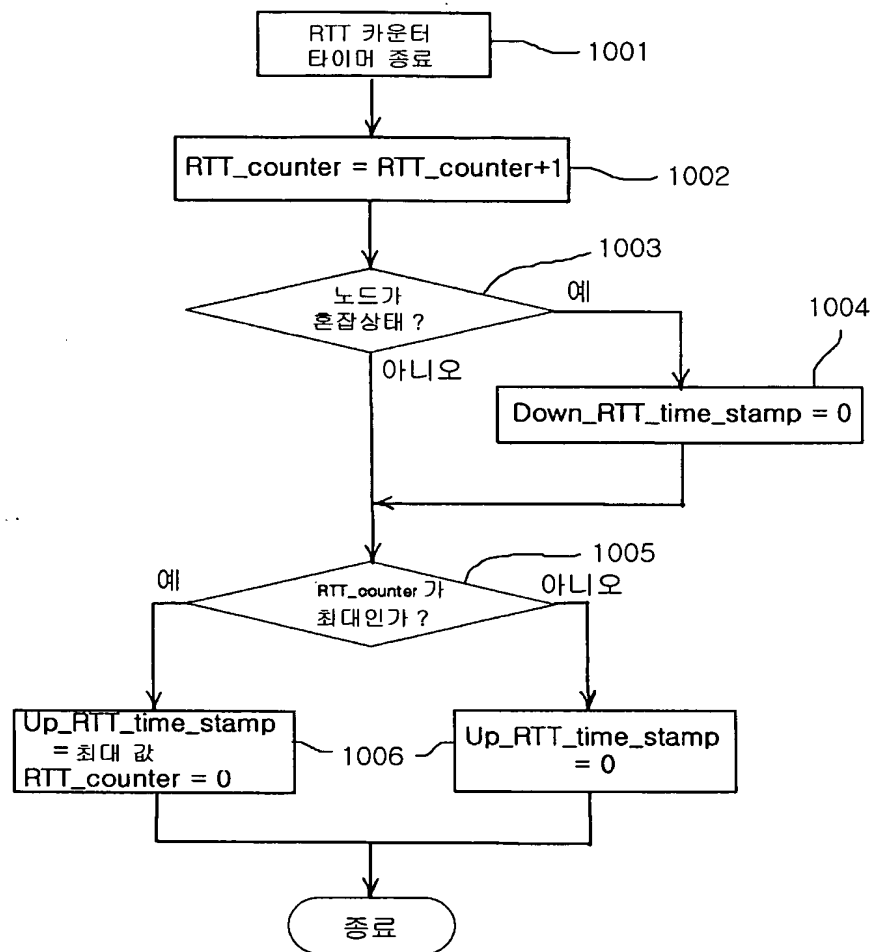 RTT 카운터
타이머 종료
1001
RTT_counter = RTT_counter+1
1002
1003
노드가
혼잡상태 ?
예
아니오
1004
Down_RTT_time_stamp = 0
1005
예
RTT_counter 가
최대인가 ?
아니오
Up_RTT_time_stamp
= 최대 값
RTT_counter = 0
1006
Up_RTT_time_stamp
= 0
종료